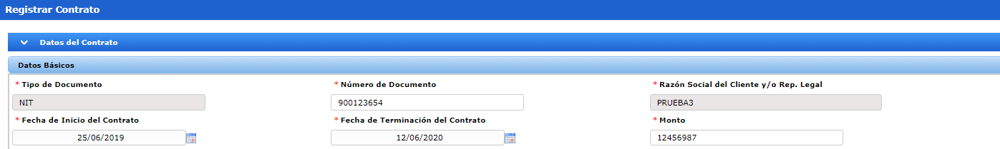 Registrar Contrato
Datos del Contrato
Datos Básicos
* Tipo de Documento * Número de Documento * Razón Social del Cliente y/o Rep. Legal
NIT 900123654 PRUEBA3
* Fecha de Inicio del Contrato * Fecha de Terminación del Contrato * Monto
25/06/2019 12/06/2020 12456987